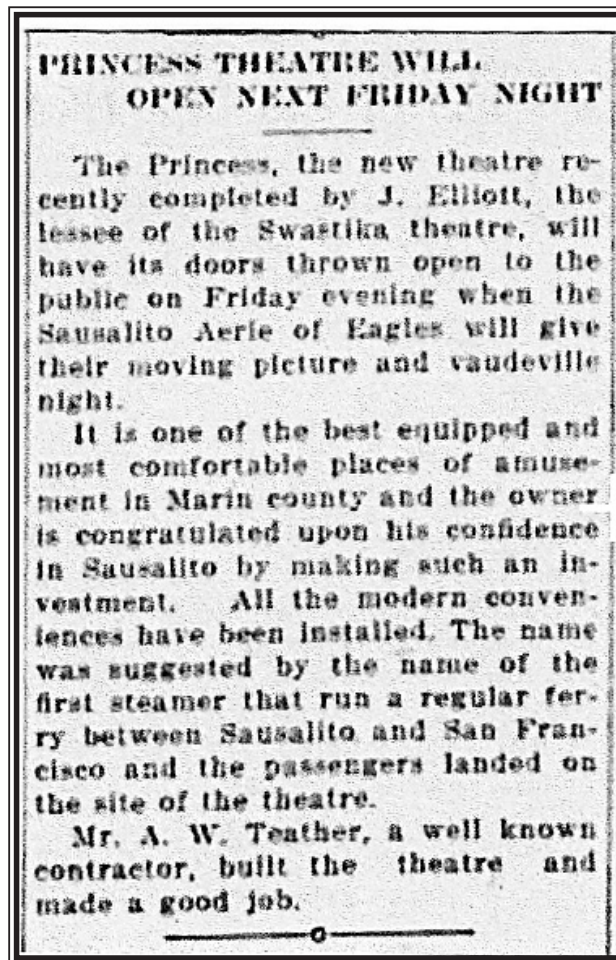 PRINCESS THEATRE WILL
OPEN NEXT FRIDAY NIGHT
The Princess, the new theatre re-
cently completed by J. Elliott, the
lessee of the Swastika theatre, will
have its doors thrown open to the
public on Friday evening when the
Sausalito Aerie of Eagles will give
their moving picture and vaudeville
night.
It is one of the best equipped and
most comfortable places of amuse-
ment in Marin county and the owner
is congratulated upon his confidence
in Sausalito by making such an in-
vestment. All the modern conven-
iences have been installed. The name
was suggested by the name of the
first steamer that run a regular fer-
ry between Sausalito and San Fran-
cisco and the passengers landed on
the site of the theatre.
Mr. A. W. Teather, a well known
contractor, built the theatre and
made a good job.